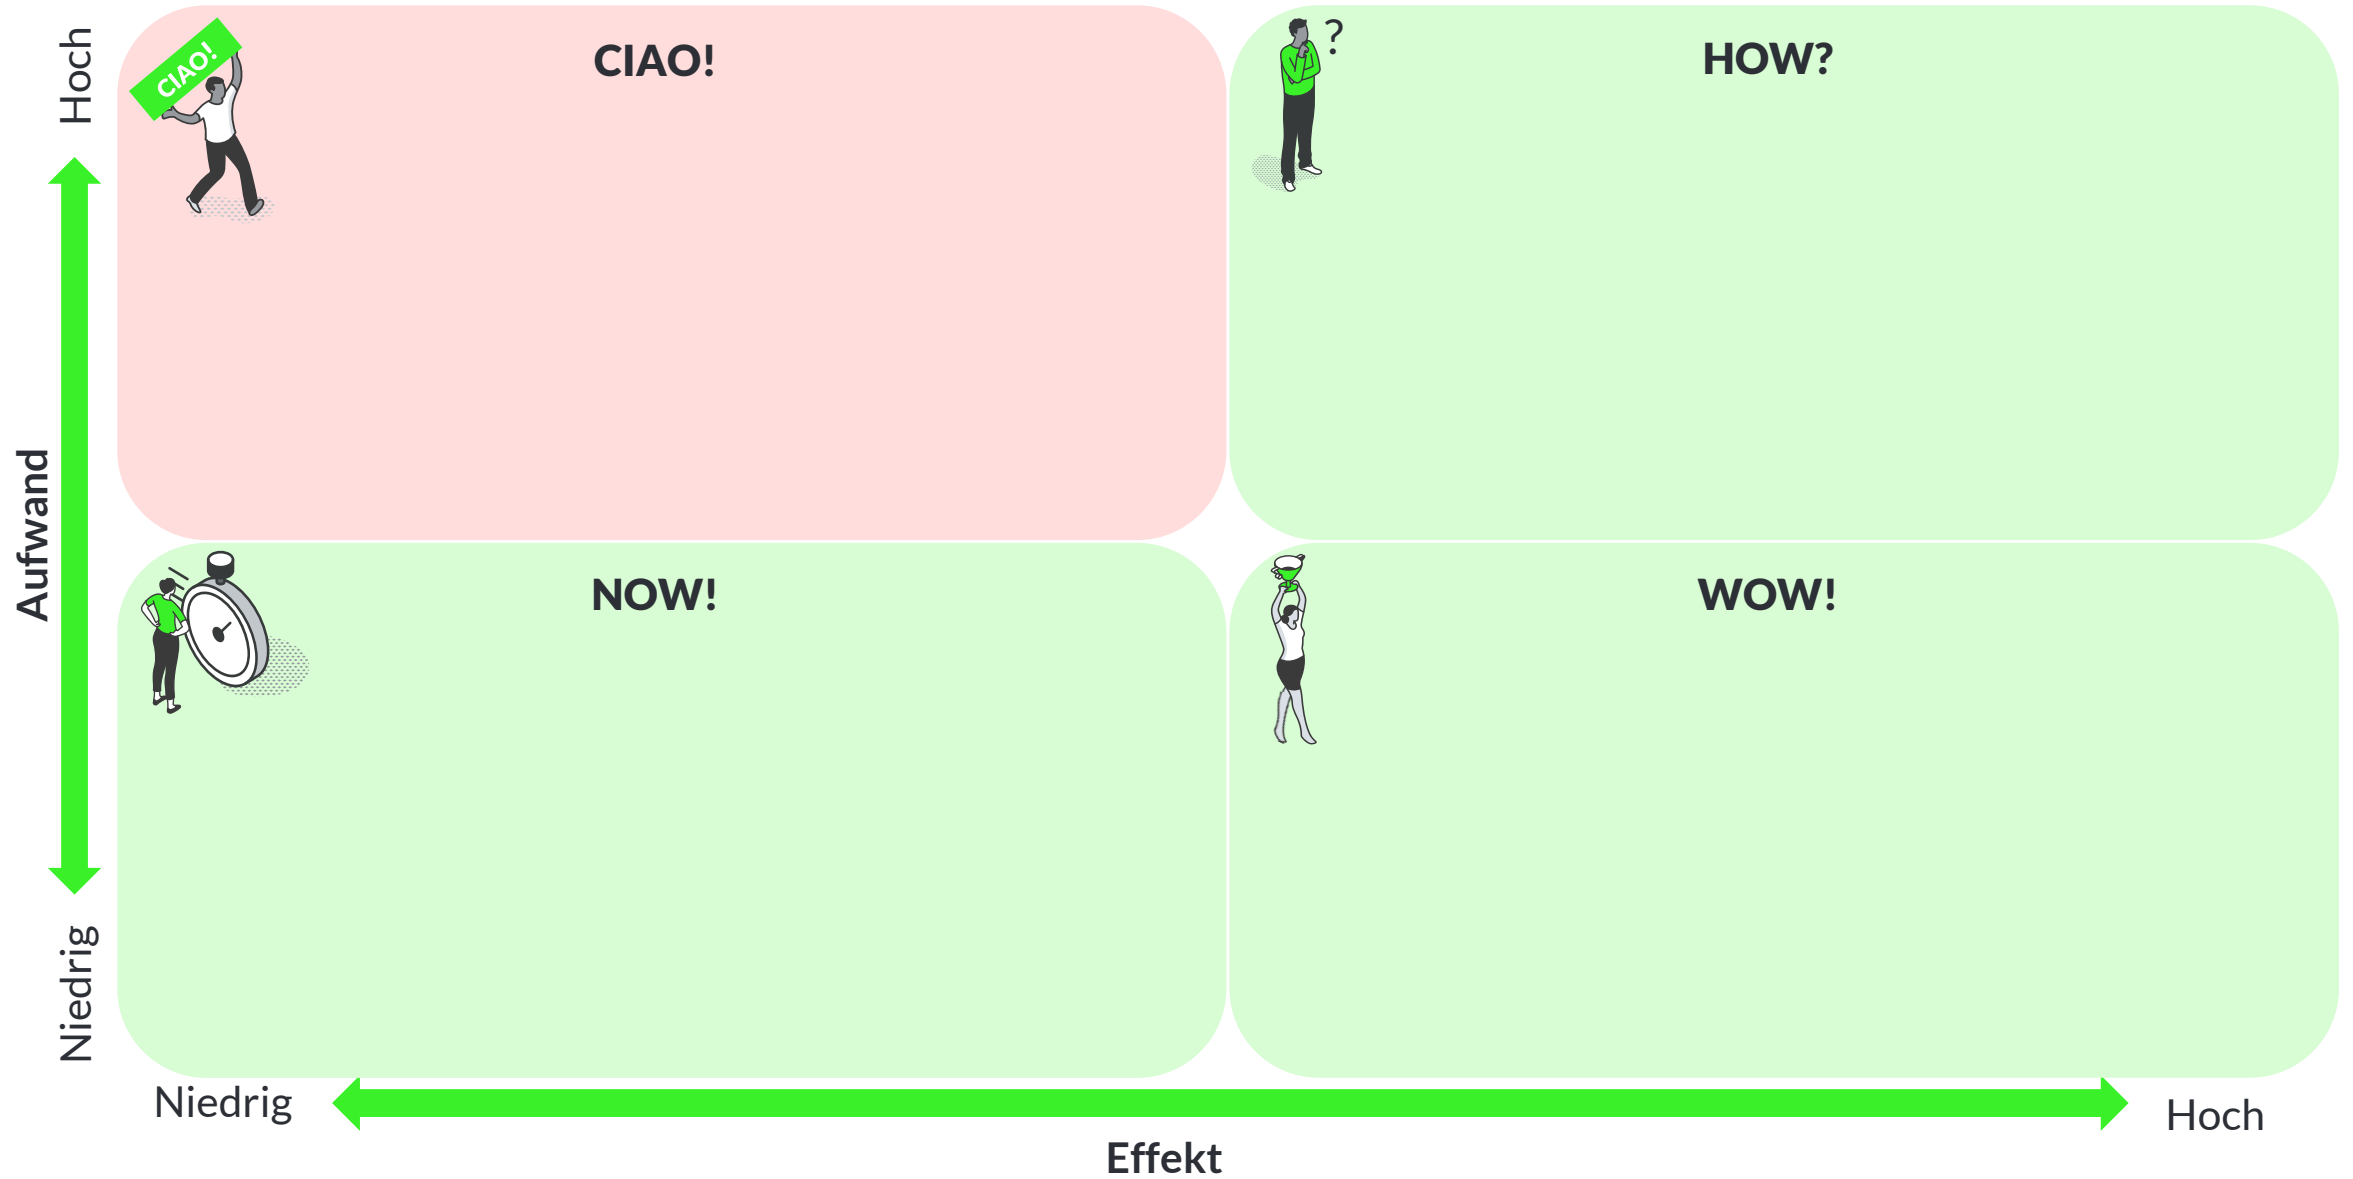 Hoch
CIAO!
CIAO!
?
HOW?
Aufwand
NOW!
WOW!
Niedrig
Niedrig
Hoch
Effekt